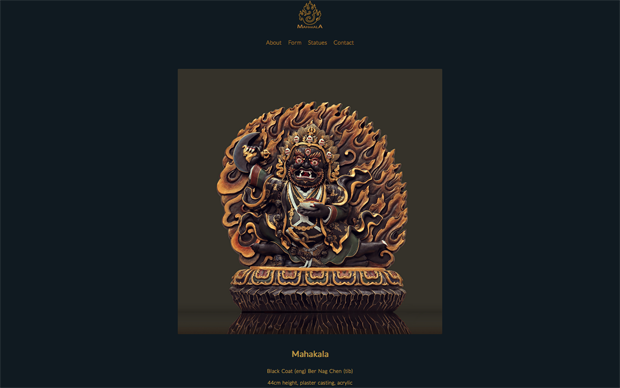 MAHAKALA
About Form Statues Contact
Mahakala
Black Coat (eng) Ber Nag Chen (tib)
44cm height, plaster casting, acrylic